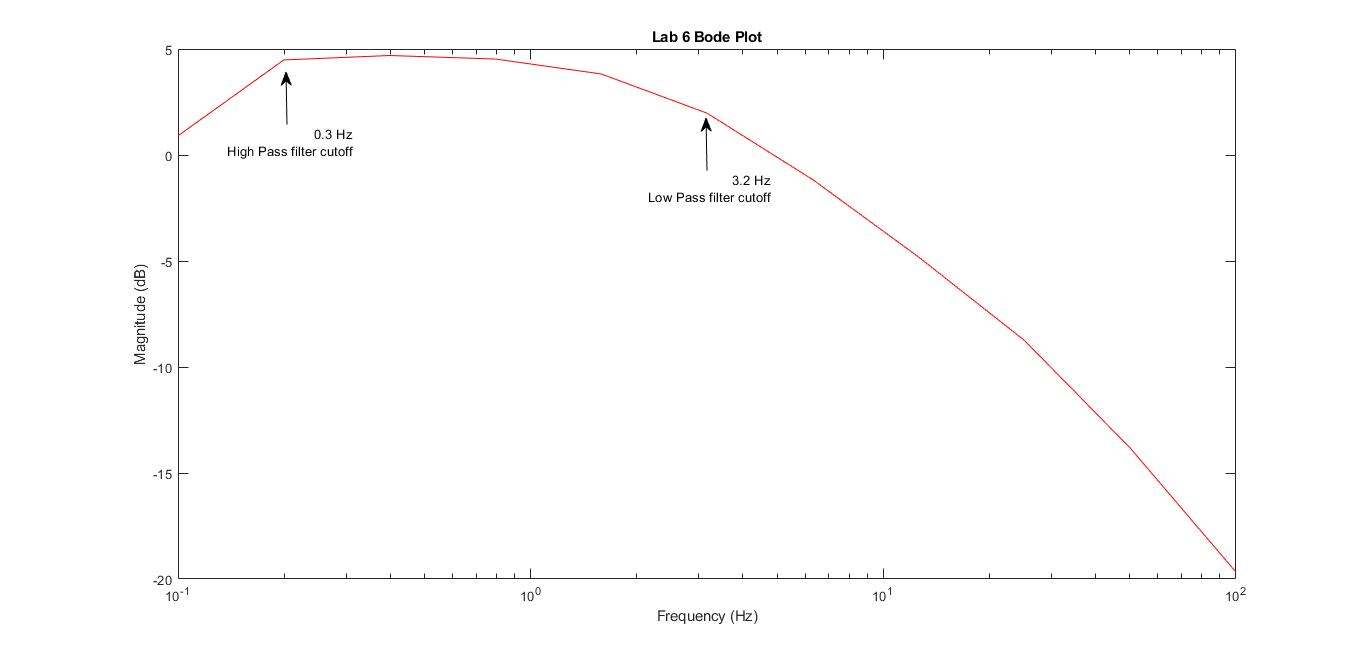 Lab 6 Bode Plot
5
0
-5
-10
-15
-20
Magnitude (dB)
0.3 Hz
High Pass filter cutoff
3.2 Hz
Low Pass filter cutoff
10^-1
10^0
10^1
10^2
Frequency (Hz)